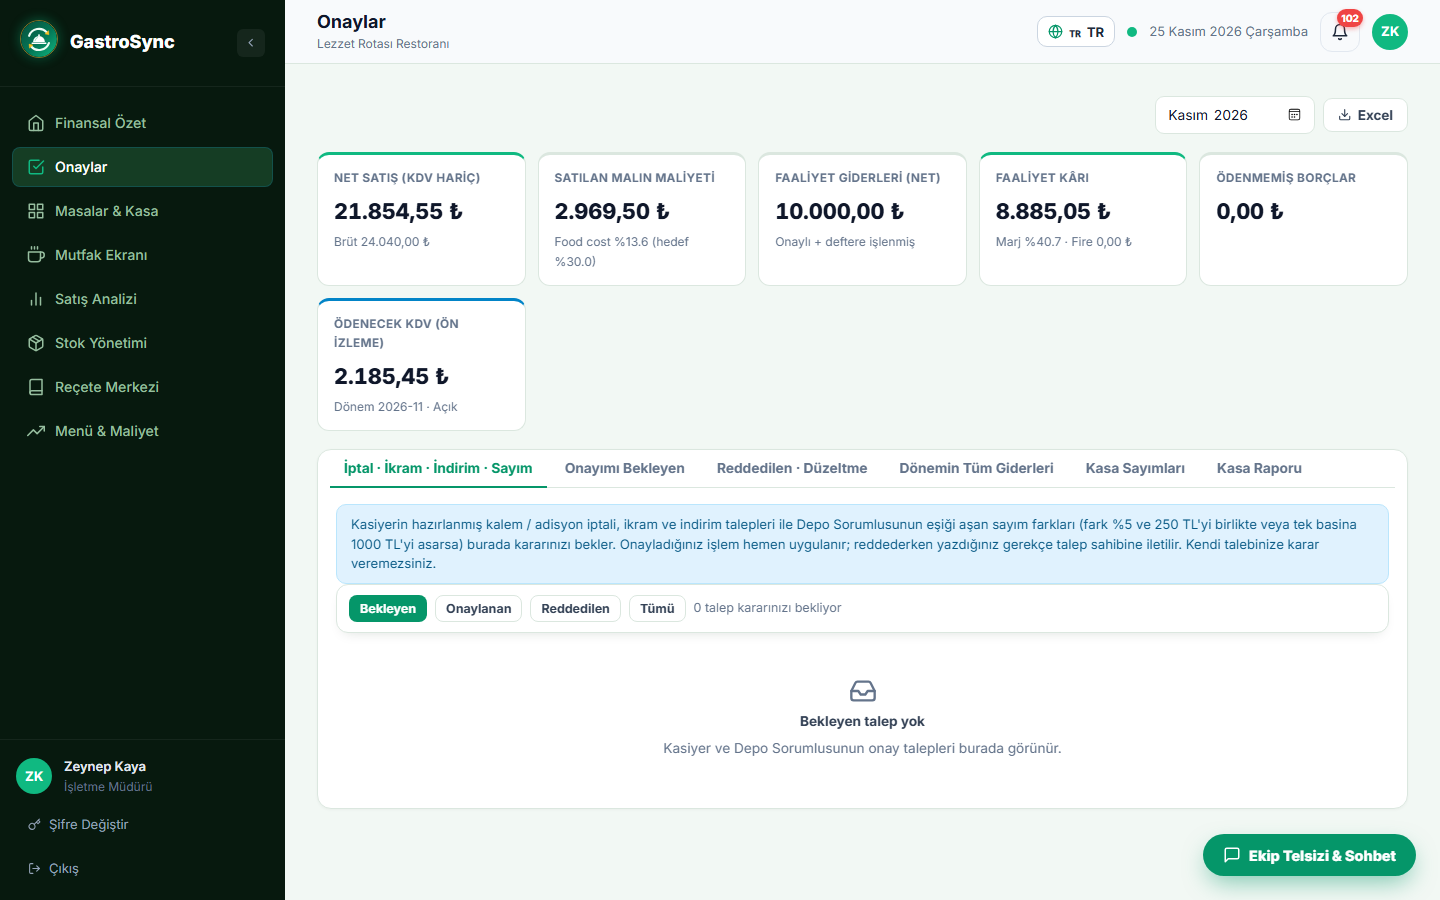 GastroSync
Finansal Özet
Onaylar
Masalar & Kasa
Mutfak Ekranı
Satış Analizi
Stok Yönetimi
Reçete Merkezi
Menü & Maliyet
ZK
Zeynep Kaya
İşletme Müdürü
Şifre Değiştir
Çıkış
Onaylar
Lezzet Rotası Restoranı
TR TR
25 Kasım 2026 Çarşamba
102
ZK
Kasım 2026
Excel
NET SATIŞ (KDV HARİÇ)
21.854,55 ₺
Brüt 24.040,00 ₺
SATILAN MALIN MALİYETİ
2.969,50 ₺
Food cost %13.6 (hedef
%30.0)
FAALİYET GİDERLERİ (NET)
10.000,00 ₺
Onaylı + deftere işlenmiş
FAALİYET KÂRI
8.885,05 ₺
Marj %40.7 · Fire 0,00 ₺
ÖDENMEMİŞ BORÇLAR
0,00 ₺
ÖDENECEK KDV (ÖN
İZLEME)
2.185,45 ₺
Dönem 2026-11 · Açık
İptal · İkram · İndirim · Sayım
Onayımı Bekleyen
Reddedilen · Düzeltme
Dönemin Tüm Giderleri
Kasa Sayımları
Kasa Raporu
Kasiyerin hazırlanmış kalem / adisyon iptali, ikram ve indirim talepleri ile Depo Sorumlusunun eşiği aşan sayım farkları (fark %5 ve 250 TL'yi birlikte veya tek basina
1000 TL'yi asarsa) burada kararınızı bekler. Onayladığınız işlem hemen uygulanır; reddederken yazdığınız gerekçe talep sahibine iletilir. Kendi talebinize karar
veremezsiniz.
Bekleyen
Onaylanan
Reddedilen
Tümü
0 talep kararınızı bekliyor
Bekleyen talep yok
Kasiyer ve Depo Sorumlusunun onay talepleri burada görünür.
Ekip Telsizi & Sohbet